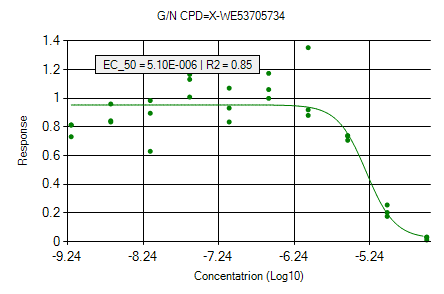 G/N CPD=X-WE53705734
EC_50 = 5.10E-006 | R2 = 0.85
1.4
1.2
1
0.8
0.6
0.4
0.2
0
Response
-9.24 -8.24 -7.24 -6.24 -5.24
Concentatrion (Log10)